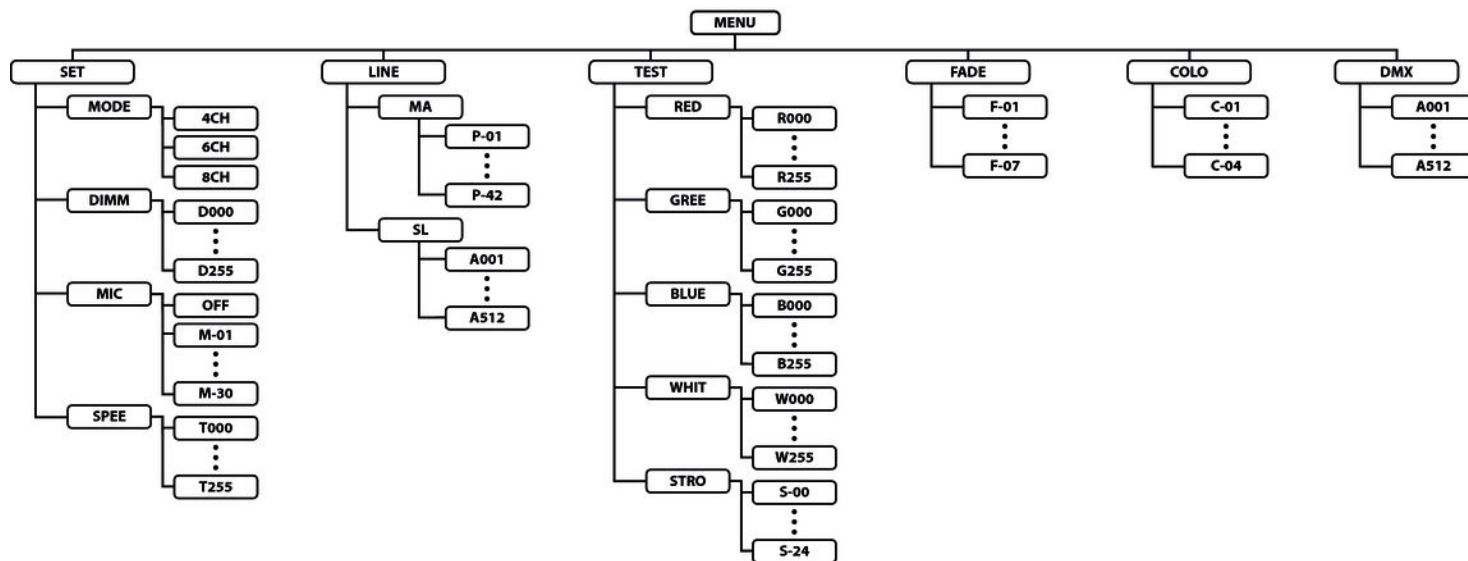 MENU
SET
MODE
4CH
6CH
8CH
DIMM
D000
D255
MIC
OFF
M-01
M-30
SPEE
T000
T255
LINE
MA
P-01
P-42
SL
A001
A512
TEST
RED
R000
R255
GREE
G000
G255
BLUE
B000
B255
WHIT
W000
W255
STRO
S-00
S-24
FADE
F-01
F-07
COLO
C-01
C-04
DMX
A001
A512